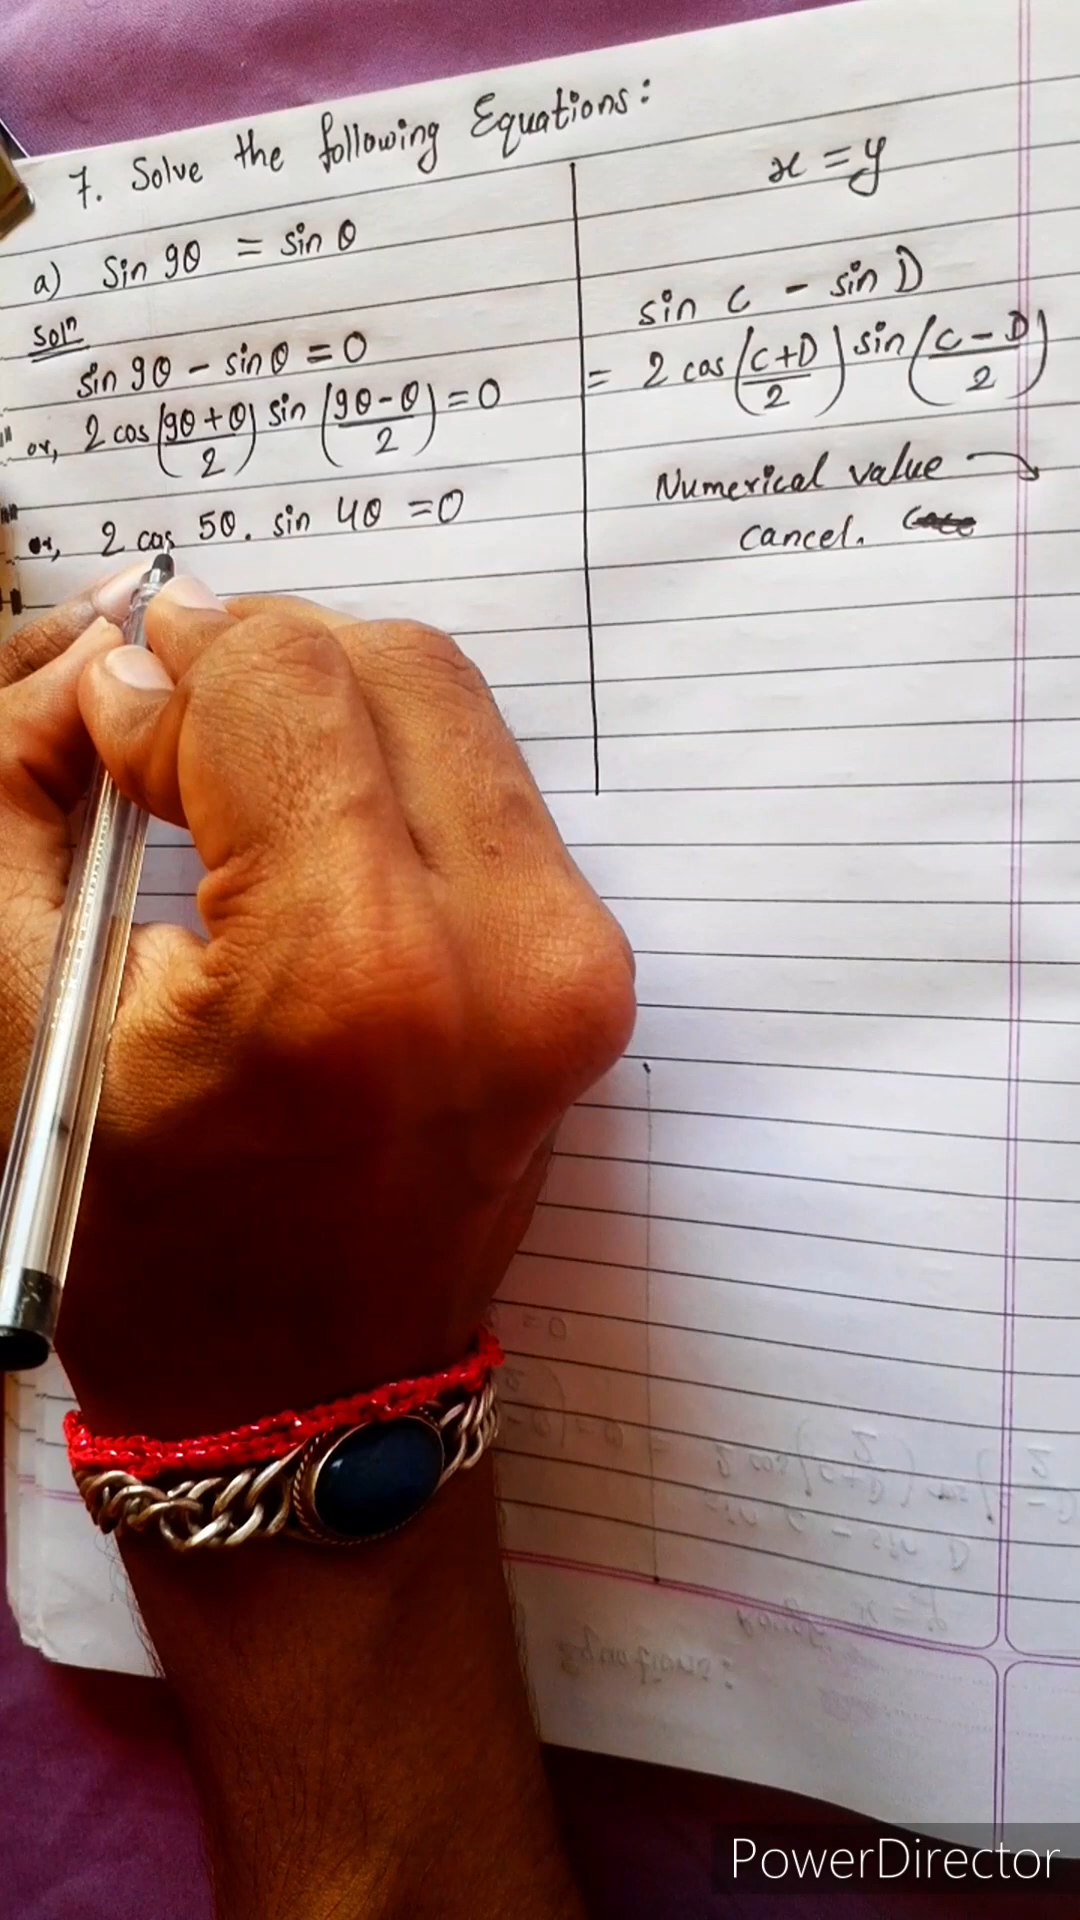 7. Solve the following Equations:
a) Sin 9θ = sin θ
Solⁿ
sin 9θ - sin θ = 0
or, 2 cos (9θ + θ / 2) sin (9θ - θ / 2) = 0
or, 2 cos 5θ . sin 4θ = 0
x = y
sin C - sin D
= 2 cos (C+D / 2) sin (C - D / 2)
Numerical value →
cancel.
PowerDirector